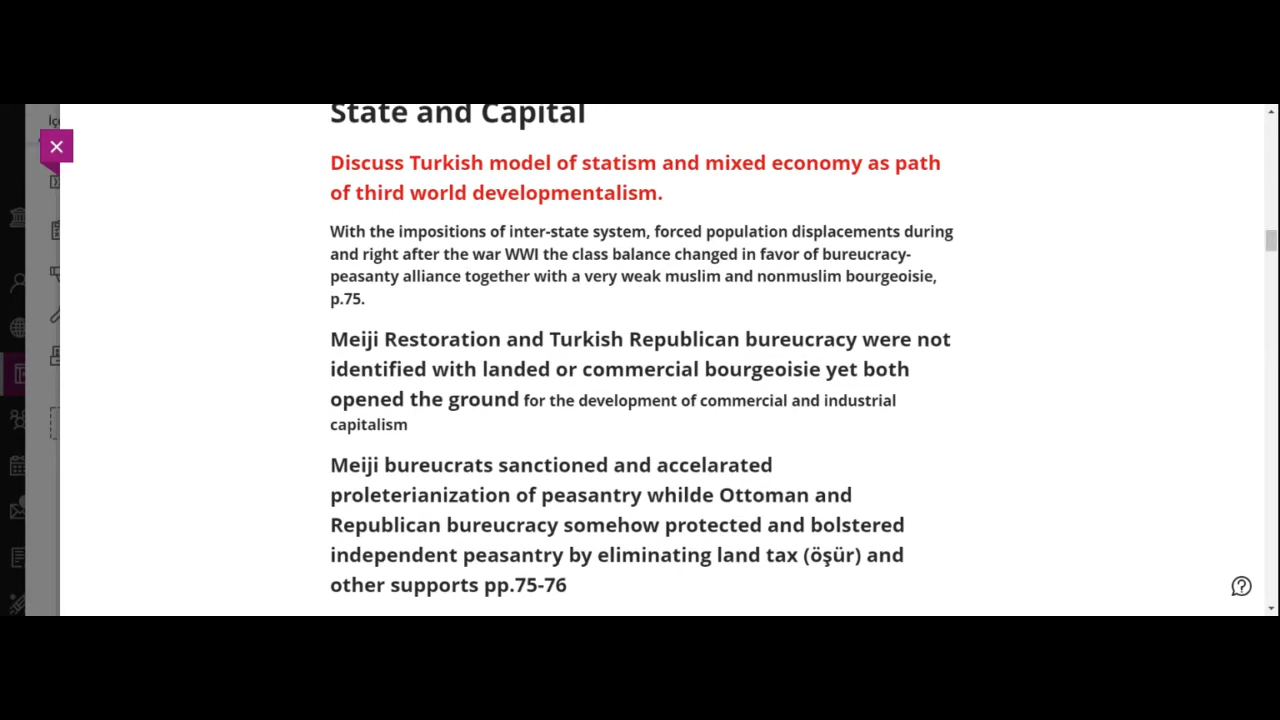 State and Capital
Discuss Turkish model of statism and mixed economy as path
of third world developmentalism.
With the impositions of inter-state system, forced population displacements during
and right after the war WWI the class balance changed in favor of bureucracy-
peasanty alliance together with a very weak muslim and nonmuslim bourgeoisie,
p.75.
Meiji Restoration and Turkish Republican bureucracy were not
identified with landed or commercial bourgeoisie yet both
opened the ground for the development of commercial and industrial
capitalism
Meiji bureucrats sanctioned and accelarated
proleterianization of peasantry whilde Ottoman and
Republican bureucracy somehow protected and bolstered
independent peasantry by eliminating land tax (öşür) and
other supports pp.75-76